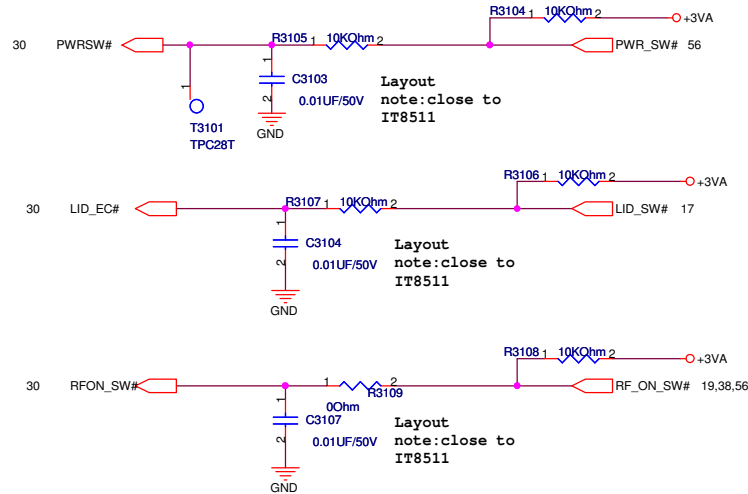 R3104 1 10KOhm 2 +3VA
30 PWRSW# R3105 1 10KOhm 2 PWR_SW# 56
1
1
C3103
2
0.01UF/50V
Layout
note:close to
IT8511
T3101
TPC28T
GND
R3106 1 10KOhm 2 +3VA
30 LID_EC# R3107 1 10KOhm 2 LID_SW# 17
1
C3104
2
0.01UF/50V
Layout
note:close to
IT8511
GND
R3108 1 10KOhm 2 +3VA
30 RFON_SW# 1 2 RF_ON_SW# 19,38,56
R3109
0Ohm
1
C3107
2
0.01UF/50V
Layout
note:close to
IT8511
GND